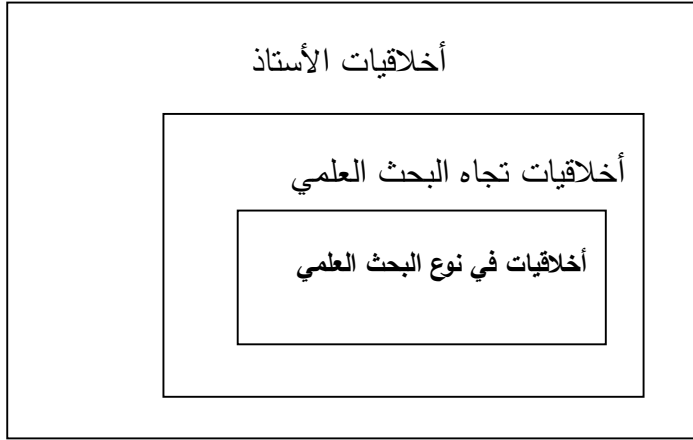 أخلاقيات الأستاذ
أخلاقيات تجاه البحث العلمي
أخلاقيات في نوع البحث العلمي